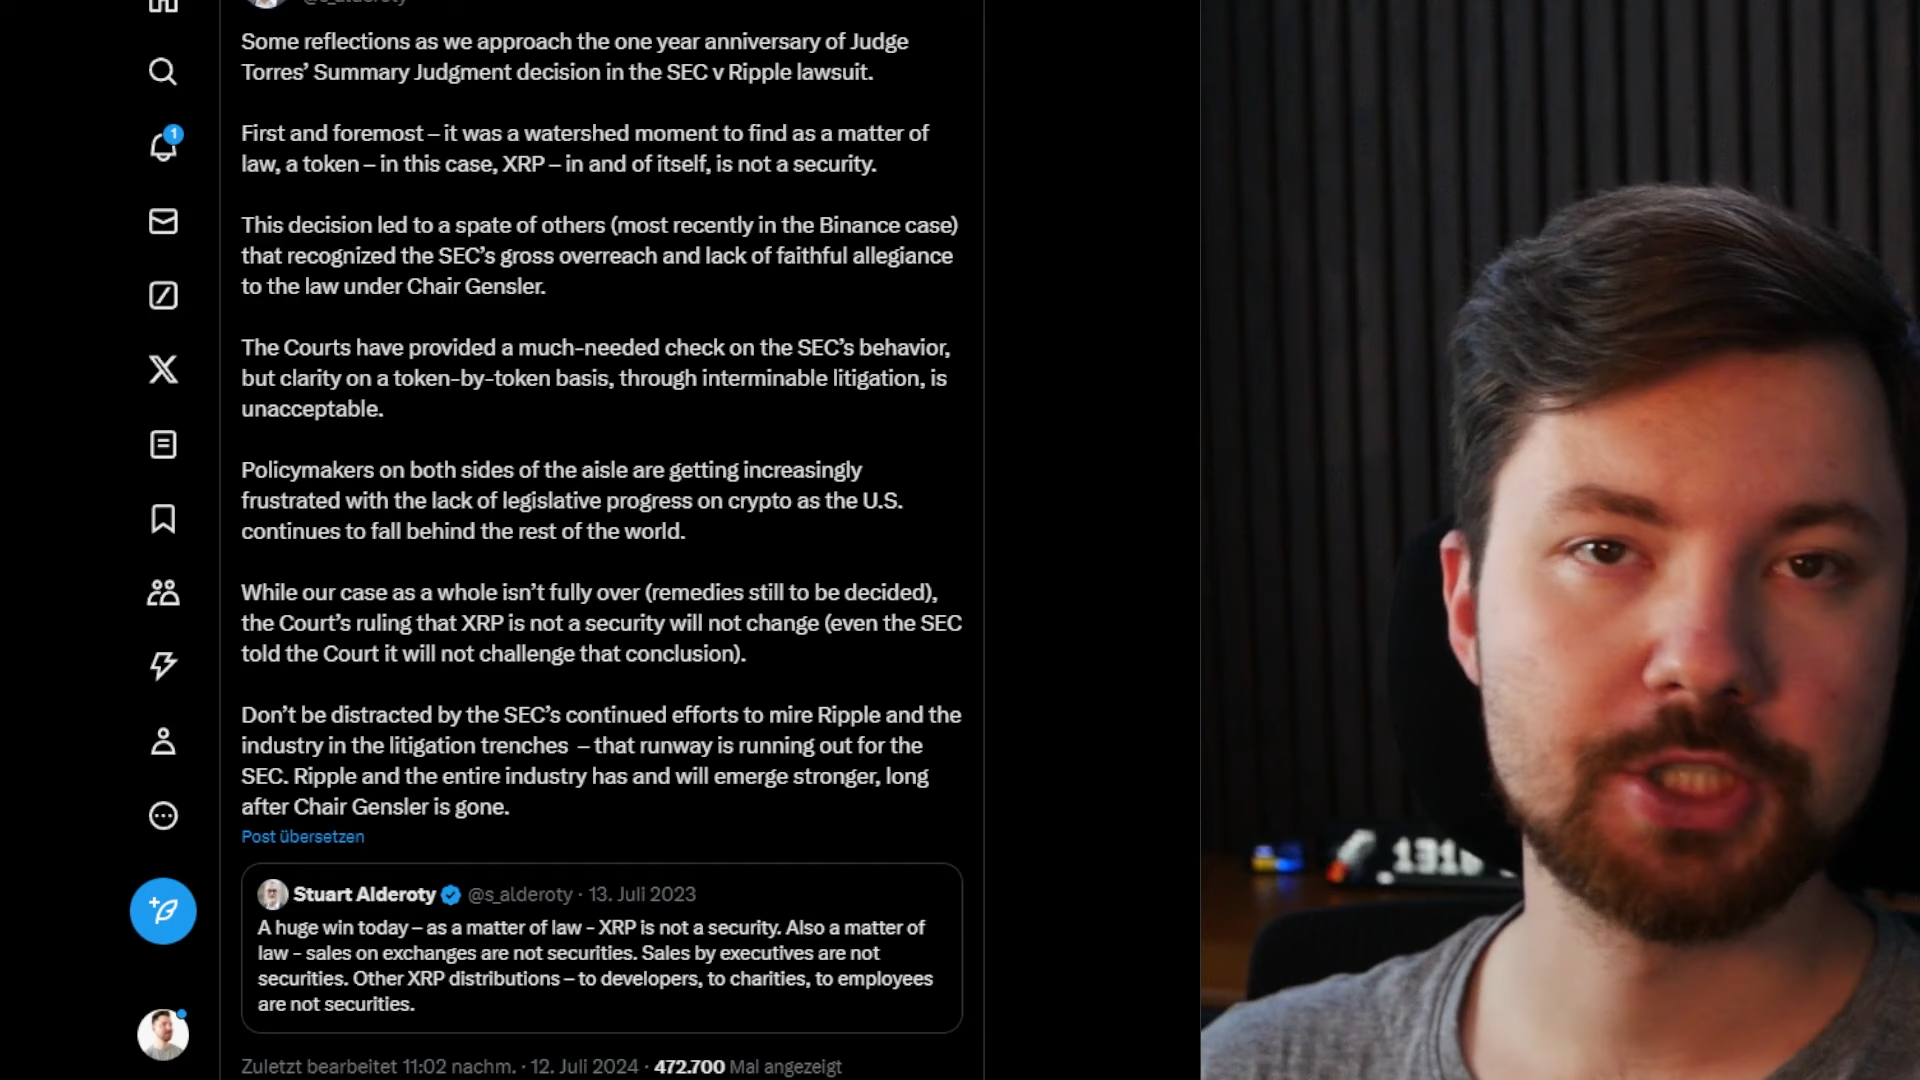 @s_alderoty
Some reflections as we approach the one year anniversary of Judge
Torres’ Summary Judgment decision in the SEC v Ripple lawsuit.
1
First and foremost – it was a watershed moment to find as a matter of
law, a token – in this case, XRP – in and of itself, is not a security.
This decision led to a spate of others (most recently in the Binance case)
that recognized the SEC’s gross overreach and lack of faithful allegiance
to the law under Chair Gensler.
The Courts have provided a much-needed check on the SEC’s behavior,
but clarity on a token-by-token basis, through interminable litigation, is
unacceptable.
Policymakers on both sides of the aisle are getting increasingly
frustrated with the lack of legislative progress on crypto as the U.S.
continues to fall behind the rest of the world.
While our case as a whole isn’t fully over (remedies still to be decided),
the Court’s ruling that XRP is not a security will not change (even the SEC
told the Court it will not challenge that conclusion).
Don’t be distracted by the SEC’s continued efforts to mire Ripple and the
industry in the litigation trenches – that runway is running out for the
SEC. Ripple and the entire industry has and will emerge stronger, long
after Chair Gensler is gone.
Post übersetzen
Stuart Alderoty @s_alderoty · 13. Juli 2023
A huge win today – as a matter of law - XRP is not a security. Also a matter of
law - sales on exchanges are not securities. Sales by executives are not
securities. Other XRP distributions – to developers, to charities, to employees
are not securities.
Zuletzt bearbeitet 11:02 nachm. · 12. Juli 2024 · 472.700 Mal angezeigt